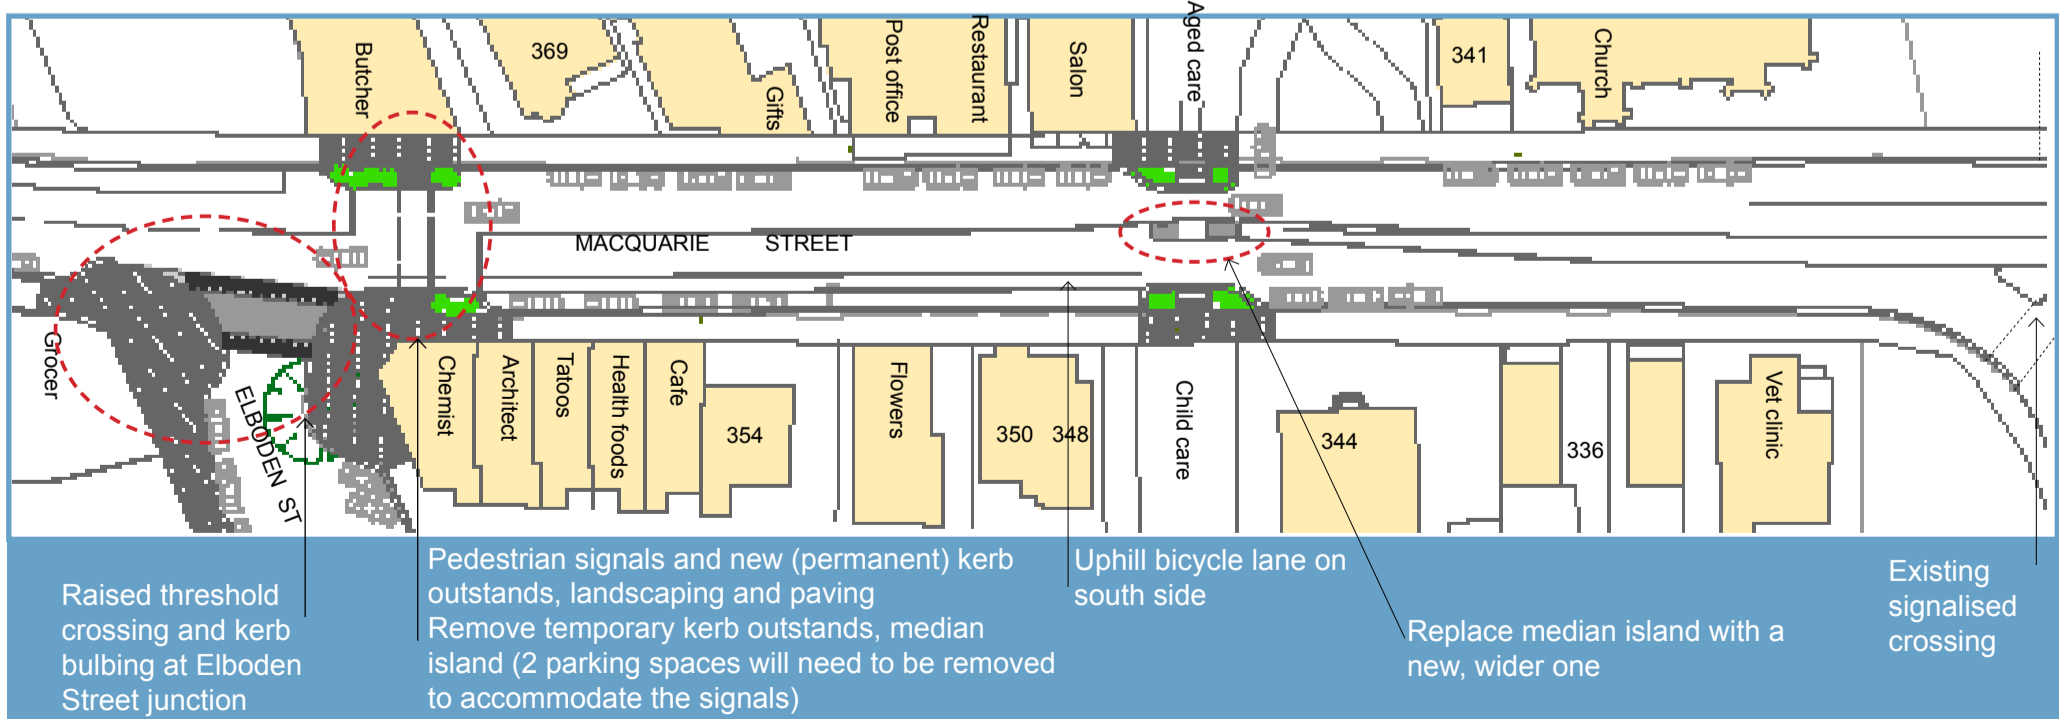 Butcher
369
Gifts
Post office
Restaurant
Salon
Aged care
341
Church
MACQUARIE STREET
Grocer
ELBODEN ST
Chemist
Architect
Tatoos
Health foods
Cafe
354
Flowers
350 348
Child care
344
336
Vet clinic
Raised threshold
crossing and kerb
bulbing at Elboden
Street junction
Pedestrian signals and new (permanent) kerb
outstands, landscaping and paving
Remove temporary kerb outstands, median
island (2 parking spaces will need to be removed
to accommodate the signals)
Uphill bicycle lane on
south side
Replace median island with a
new, wider one
Existing
signalised
crossing